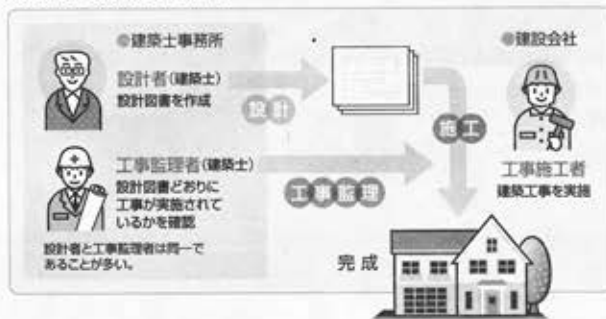 ●建築士事務所
設計者(建築士)
設計図書を作成
設計
工事監理者(建築士)
設計図書どおりに
工事が実施されて
いるかを確認
工事監理
設計者と工事監理者は同一で
あることが多い。
●建設会社
施工
工事施工者
建築工事を実施
完成